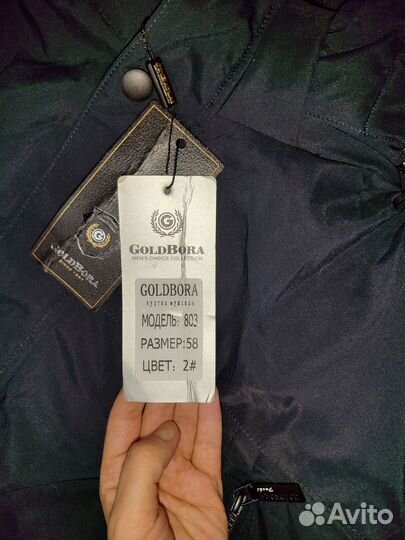 G
GOLDBORA
MEN'S CHOICE COLLECTION
GOLDBORA
куртка мужская
МОДЕЛЬ: 803
РАЗМЕР:58
ЦВЕТ: 2#
G
GOLDBORA
Avito